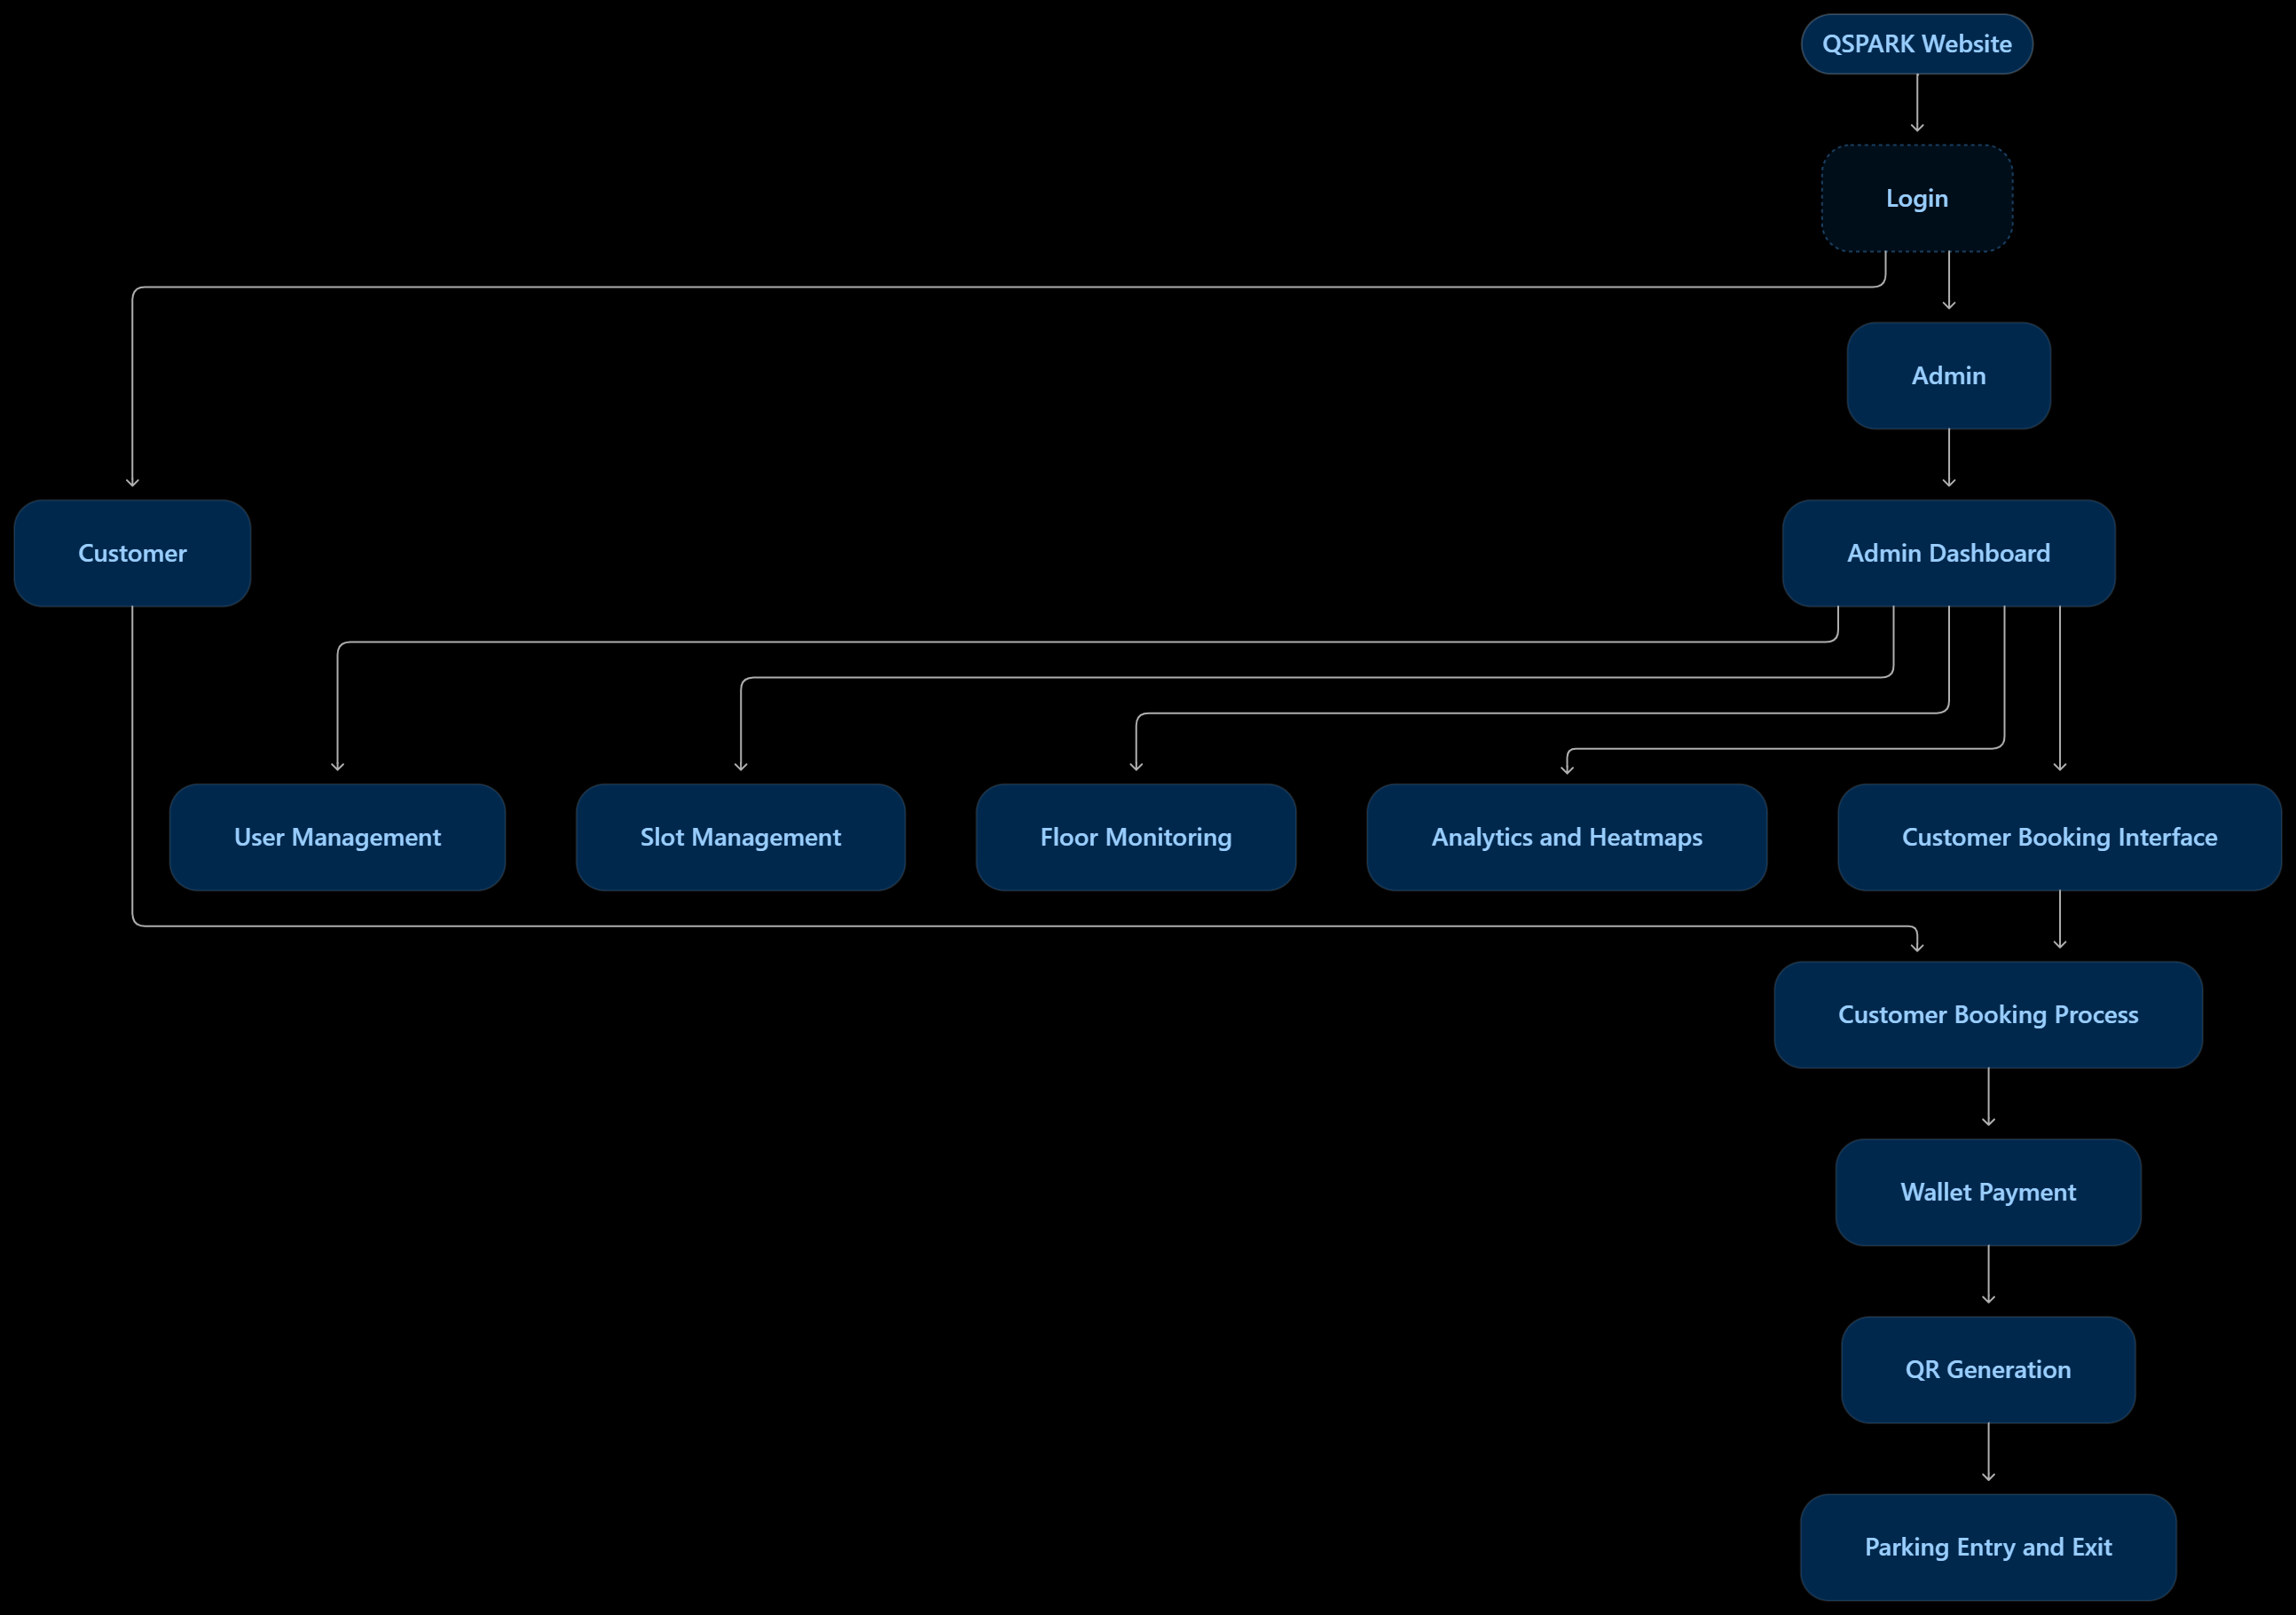 QSPARK Website
Login
Admin
Customer
Admin Dashboard
User Management
Slot Management
Floor Monitoring
Analytics and Heatmaps
Customer Booking Interface
Customer Booking Process
Wallet Payment
QR Generation
Parking Entry and Exit